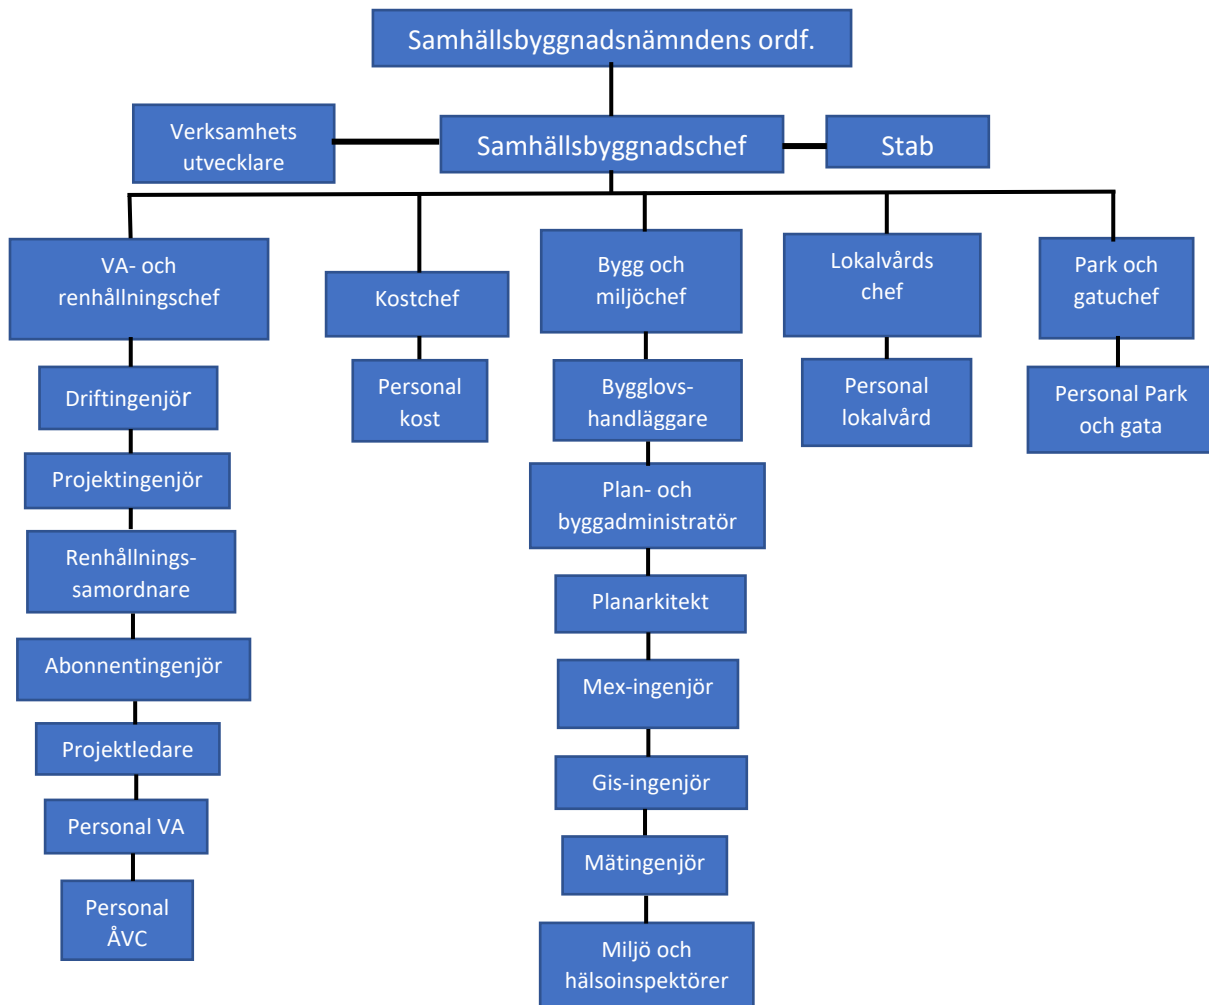 Samhällsbyggnadsnämndens ordf.
Verksamhets
utvecklare
Samhällsbyggnadschef
Stab
VA- och
renhållningschef
Kostchef
Bygg och
miljöchef
Lokalvårds
chef
Park och
gatuchef
Driftingenjör
Personal
kost
Bygglovs-
handläggare
Personal
lokalvård
Personal Park
och gata
Projektingenjör
Plan- och
byggadministratör
Renhållnings-
samordnare
Planarkitekt
Abonnentingenjör
Mex-ingenjör
Projektledare
Gis-ingenjör
Personal VA
Mätingenjör
Personal
ÅVC
Miljö och
hälsoinspektörer